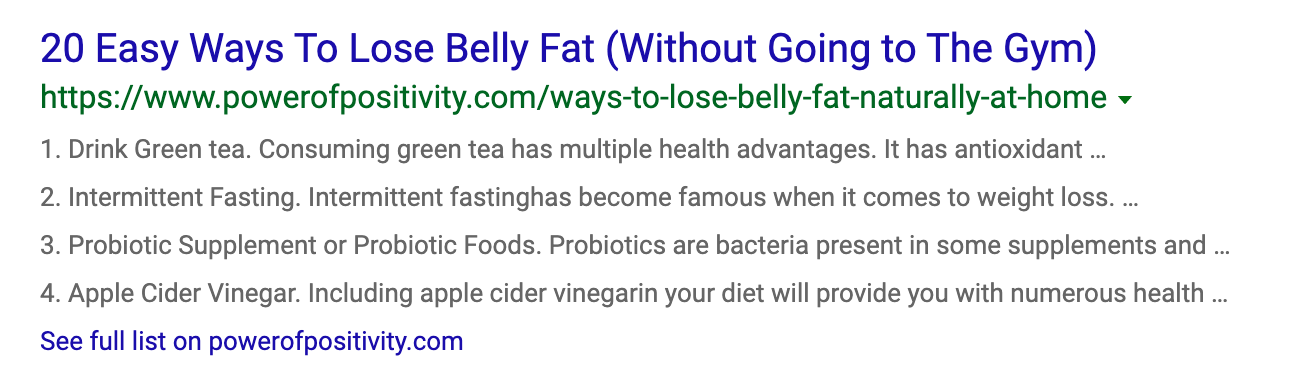 20 Easy Ways To Lose Belly Fat (Without Going to The Gym)
https://www.powerofpositivity.com/ways-to-lose-belly-fat-naturally-at-home
1. Drink Green tea. Consuming green tea has multiple health advantages. It has antioxidant ...
2. Intermittent Fasting. Intermittent fastinghas become famous when it comes to weight loss. ...
3. Probiotic Supplement or Probiotic Foods. Probiotics are bacteria present in some supplements and ...
4. Apple Cider Vinegar. Including apple cider vinegarin your diet will provide you with numerous health ...
See full list on powerofpositivity.com